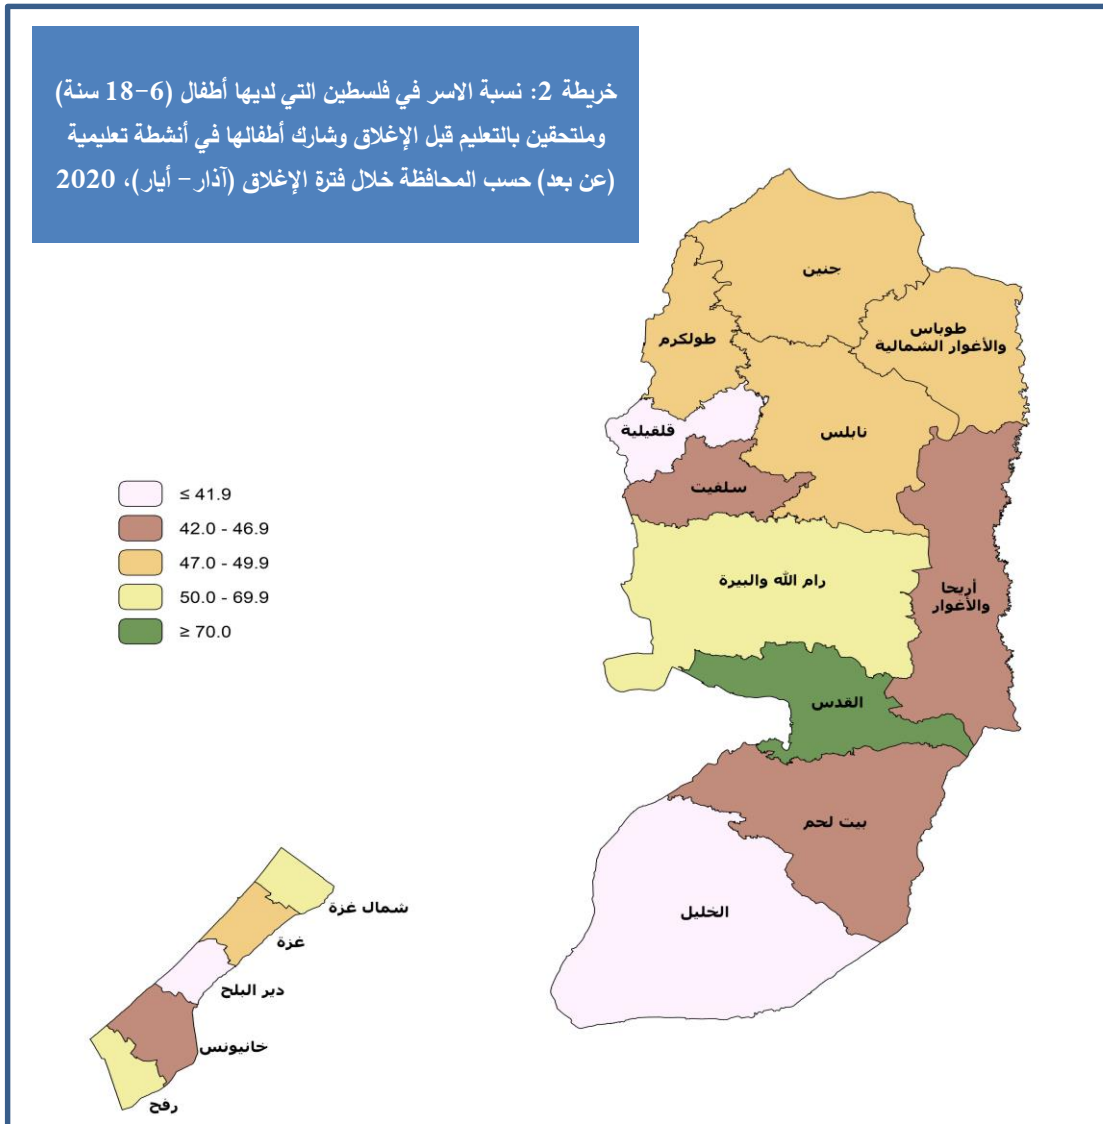 خريطة 2: نسبة الاسر في فلسطين التي لديها أطفال (6-18 سنة)
وملتحقين بالتعليم قبل الإغلاق وشارك أطفالها في أنشطة تعليمية
(عن بعد) حسب المحافظة خلال فترة الإغلاق (آذار- أيار)، 2020
جنين
طوباس
والأغوار الشمالية
طولكرم
قلقيلية
نابلس
سلفيت
≤ 41.9
42.0 - 46.9
47.0 - 49.9
50.0 - 69.9
≥ 70.0
رام الله والبيرة
أريحا
والأغوار
القدس
بيت لحم
الخليل
شمال غزة
غزة
دير البلح
خانيونس
رفح